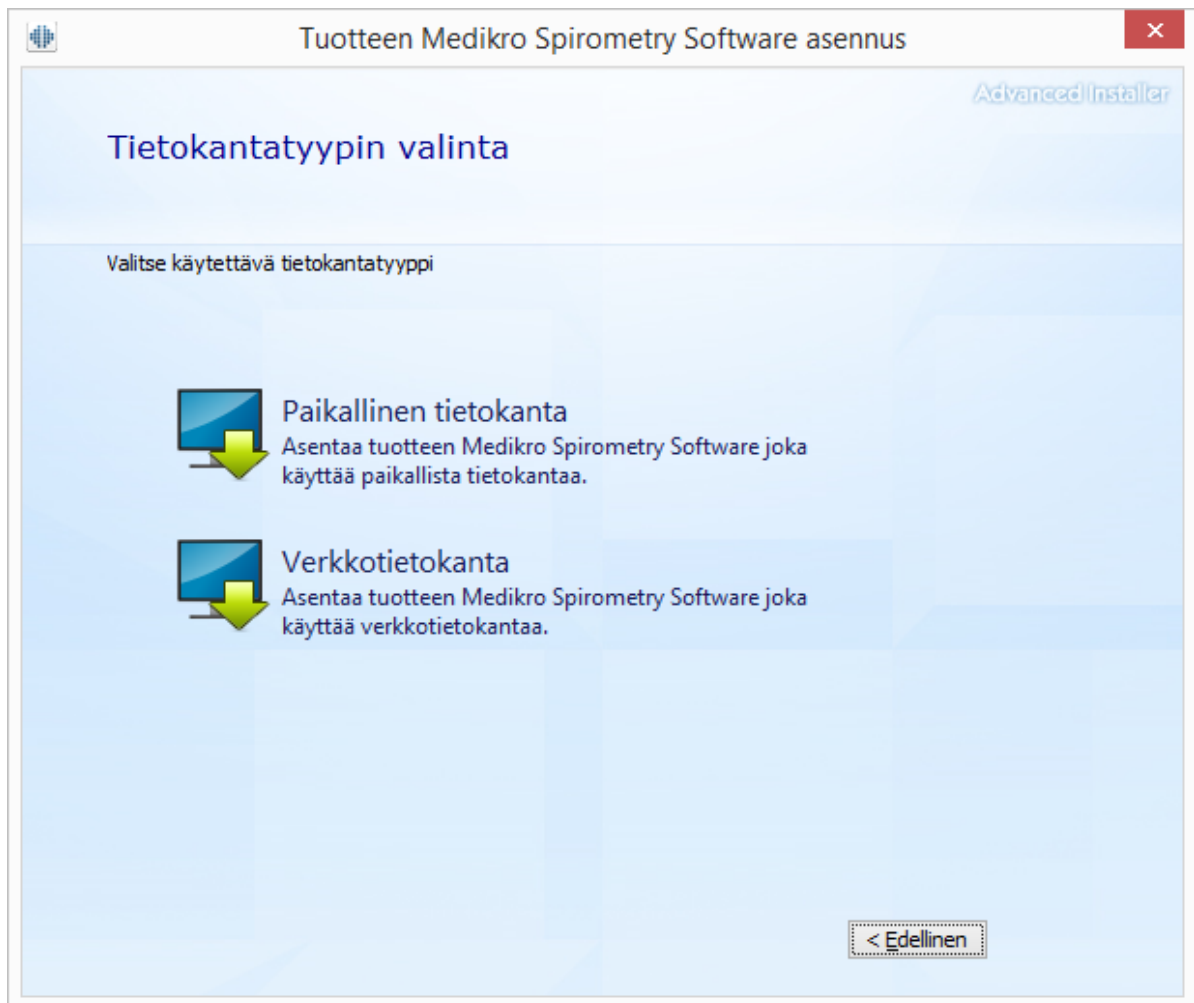 Tuotteen Medikro Spirometry Software asennus
Advanced Installer
Tietokantatyypin valinta
Valitse käytettävä tietokantatyyppi
Paikallinen tietokanta
Asentaa tuotteen Medikro Spirometry Software joka
käyttää paikallista tietokantaa.
Verkkotietokanta
Asentaa tuotteen Medikro Spirometry Software joka
käyttää verkkotietokantaa.
< Edellinen